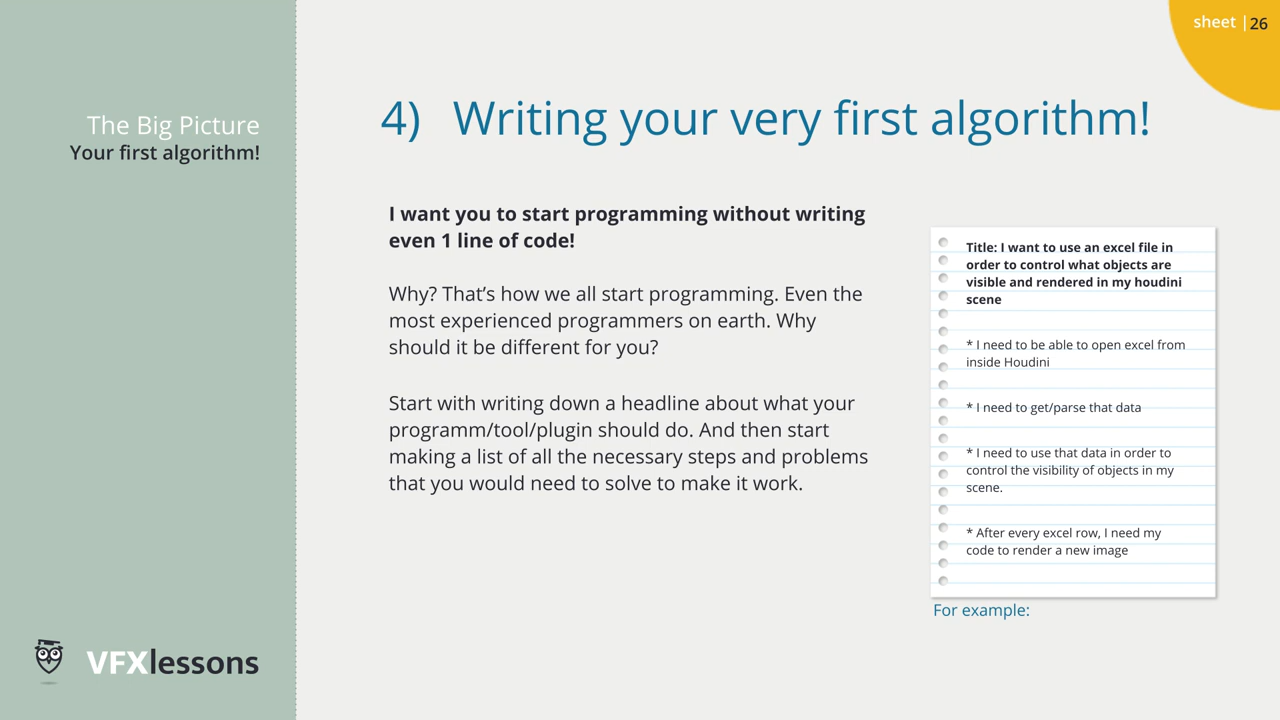 sheet |26
The Big Picture
Your first algorithm!
4) Writing your very first algorithm!
I want you to start programming without writing
even 1 line of code!
Why? That’s how we all start programming. Even the
most experienced programmers on earth. Why
should it be different for you?
Start with writing down a headline about what your
programm/tool/plugin should do. And then start
making a list of all the necessary steps and problems
that you would need to solve to make it work.
Title: I want to use an excel file in
order to control what objects are
visible and rendered in my houdini
scene
* I need to be able to open excel from
inside Houdini
* I need to get/parse that data
* I need to use that data in order to
control the visibility of objects in my
scene.
* After every excel row, I need my
code to render a new image
For example:
VFXlessons